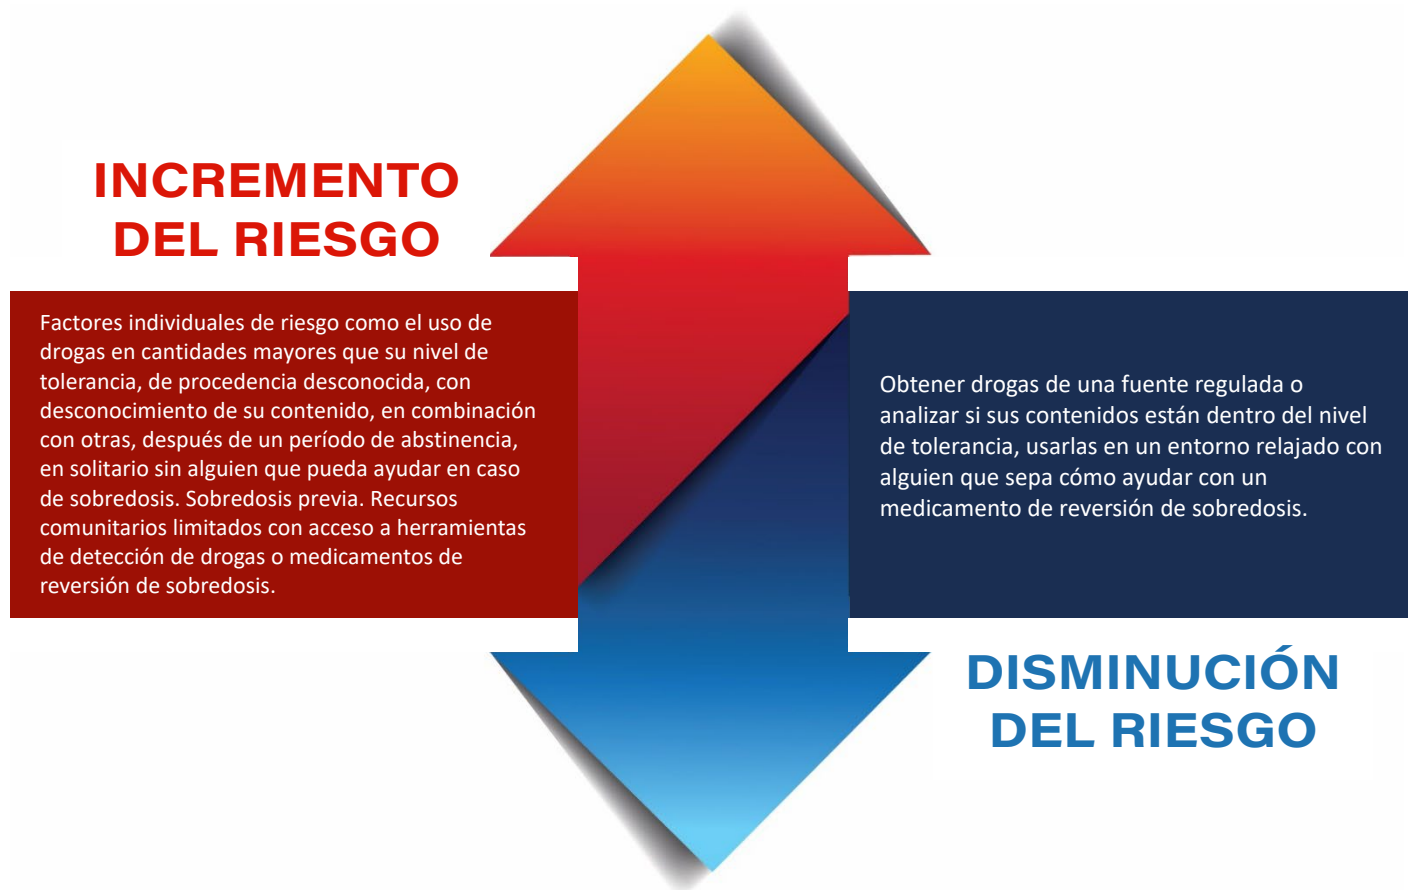 INCREMENTO
DEL RIESGO
Factores individuales de riesgo como el uso de
drogas en cantidades mayores que su nivel de
tolerancia, de procedencia desconocida, con
desconocimiento de su contenido, en combinación
con otras, después de un período de abstinencia,
en solitario sin alguien que pueda ayudar en caso
de sobredosis. Sobredosis previa. Recursos
comunitarios limitados con acceso a herramientas
de detección de drogas o medicamentos de
reversión de sobredosis.
Obtener drogas de una fuente regulada o
analizar si sus contenidos están dentro del nivel
de tolerancia, usarlas en un entorno relajado con
alguien que sepa cómo ayudar con un
medicamento de reversión de sobredosis.
DISMINUCIÓN
DEL RIESGO